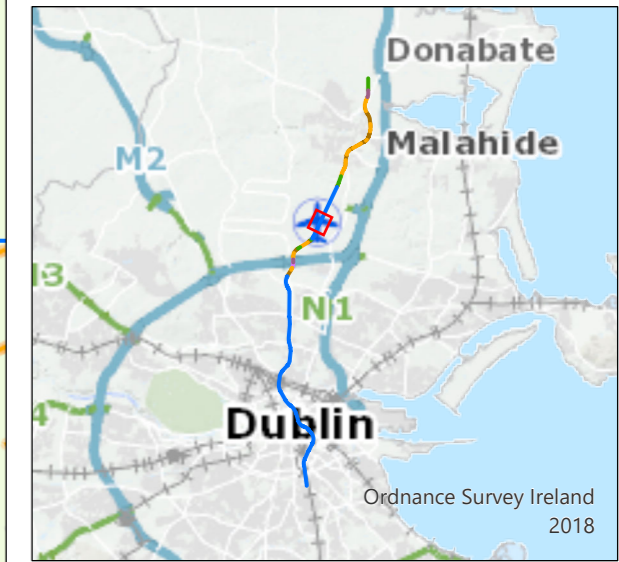 Donabate
Malahide
M2
N1
Dublin
Ordnance Survey Ireland
2018